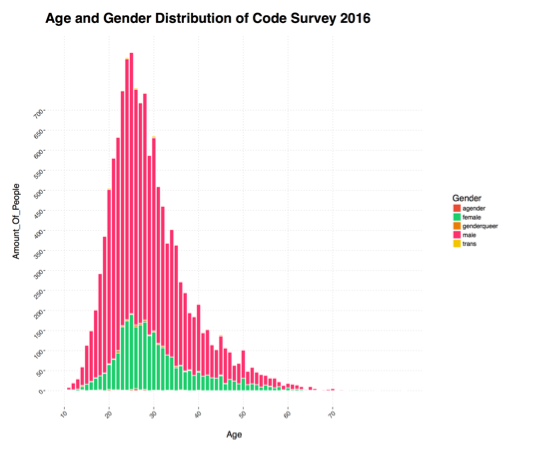 Age and Gender Distribution of Code Survey 2016
Amount_Of_People
700
650
600
550
500
450
400
350
300
250
200
150
100
50
0
10
20
30
40
50
60
70
Age
Gender
agender
female
genderqueer
male
trans